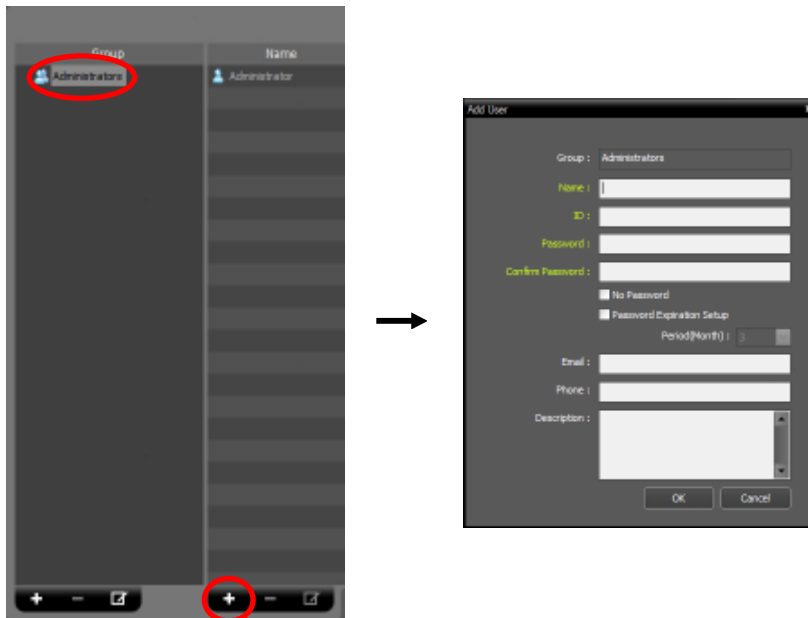 Group
Name
Administrators
Administrator
Add User
Group : Administrators
Name :
ID :
Password :
Confirm Password :
No Password
Password Expiration Setup
Period(Month) : 3
Email :
Phone :
Description :
OK
Cancel